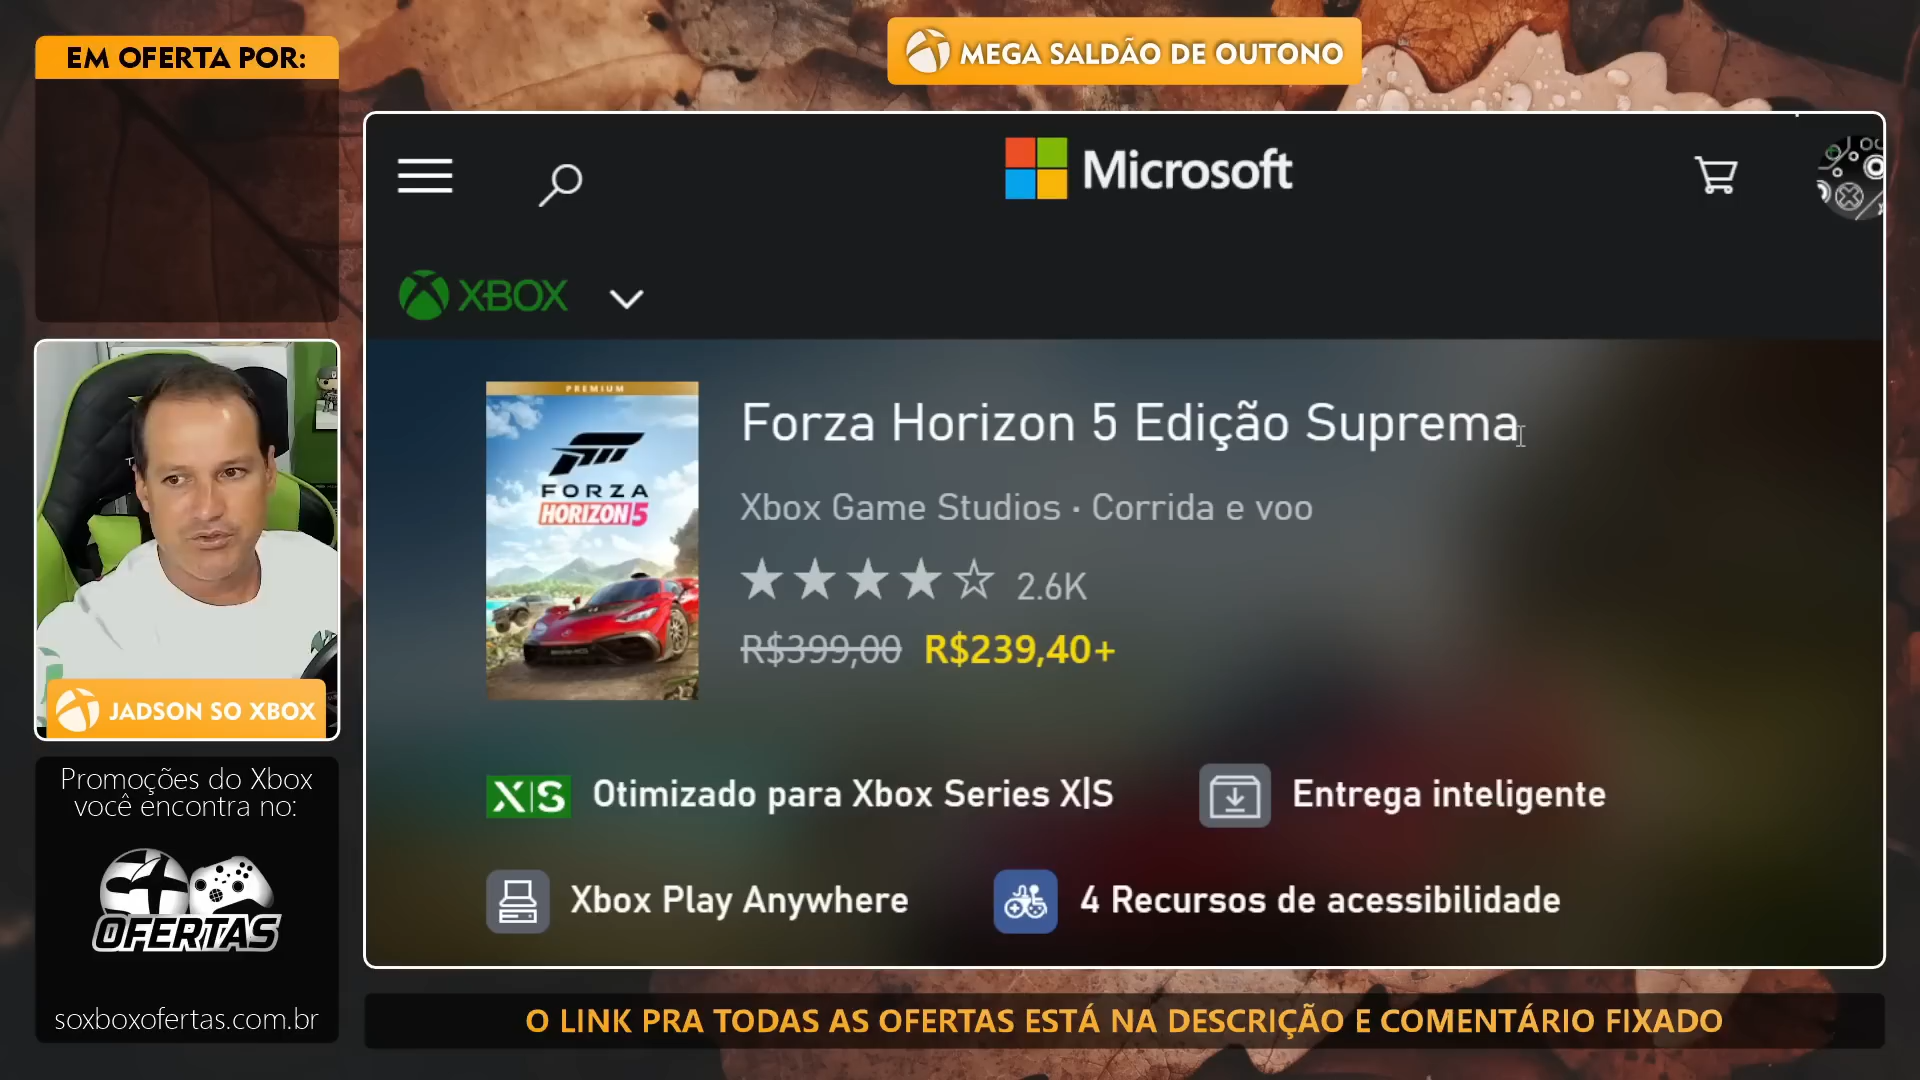 EM OFERTA POR:
MEGA SALDÃO DE OUTONO
Microsoft
XBOX
PREMIUM
FORZA
HORIZON 5
Forza Horizon 5 Edição Suprema
Xbox Game Studios · Corrida e voo
2.6K
R$399,00 R$239,40+
X|S Otimizado para Xbox Series X|S
Entrega inteligente
Xbox Play Anywhere
4 Recursos de acessibilidade
JADSON SO XBOX
Promoções do Xbox
você encontra no:
OFERTAS
soxboxofertas.com.br
O LINK PRA TODAS AS OFERTAS ESTÁ NA DESCRIÇÃO E COMENTÁRIO FIXADO